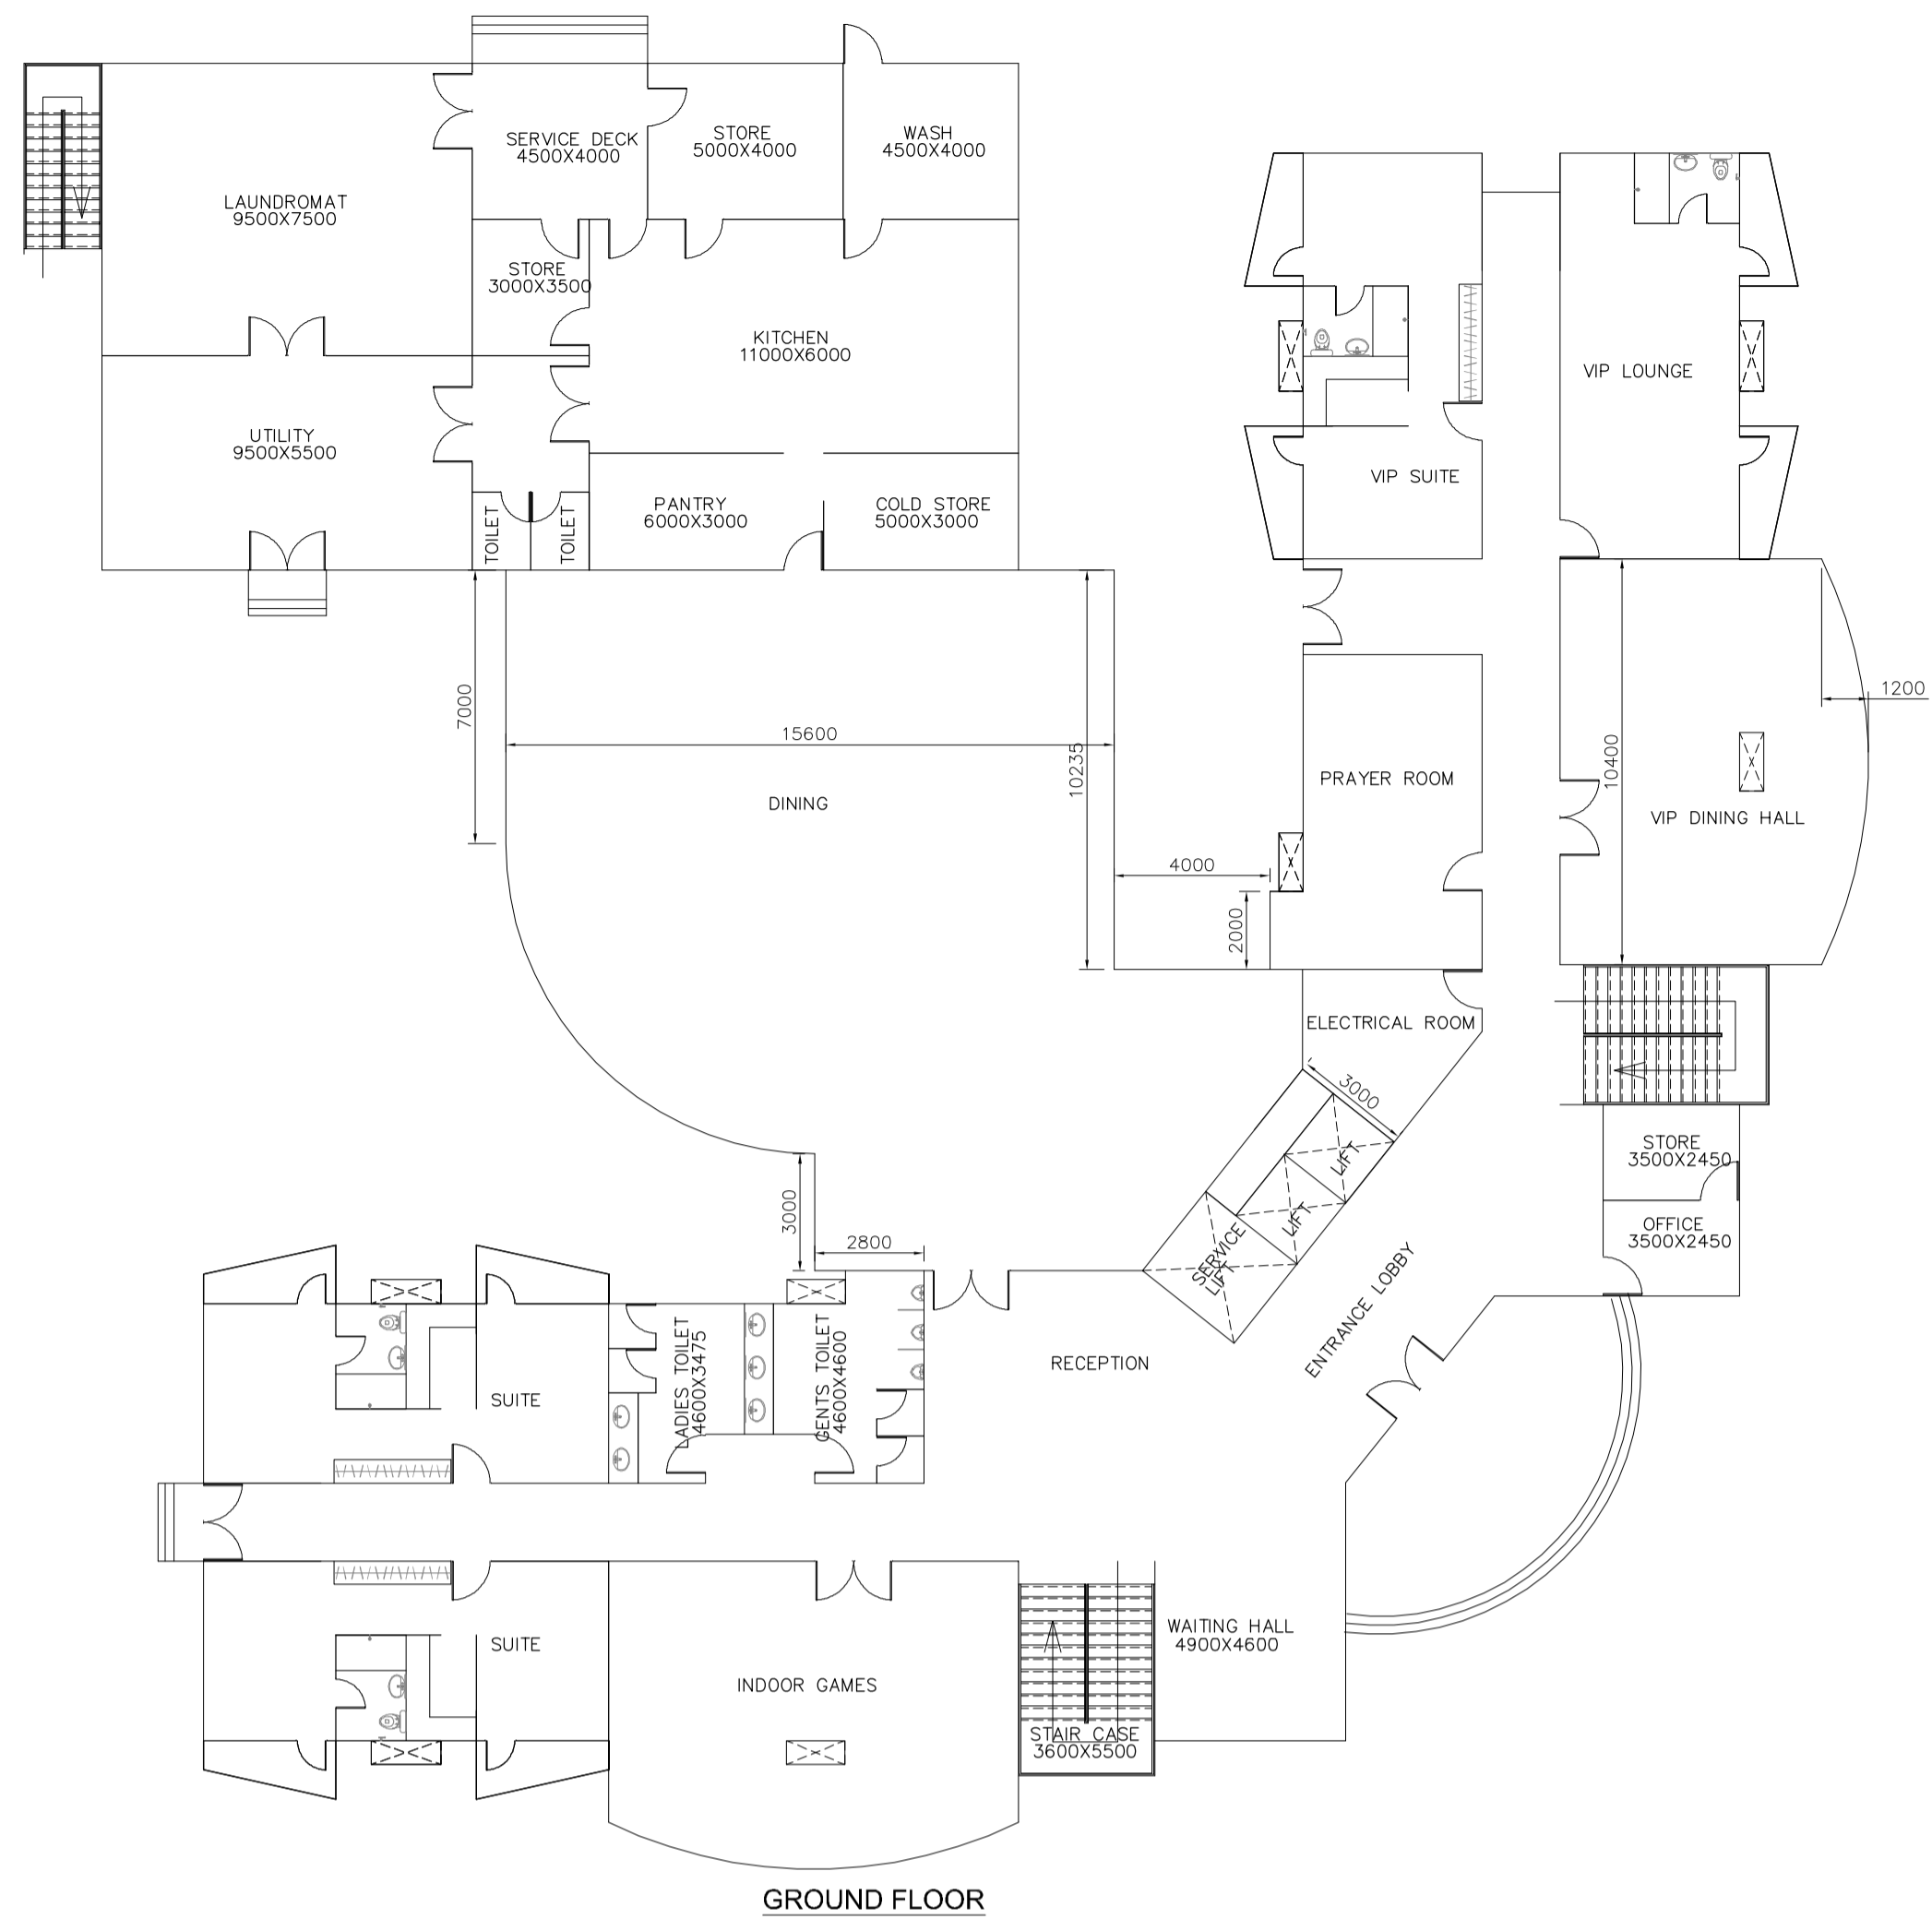 SERVICE DECK
4500X4000
STORE
5000X4000
WASH
4500X4000
LAUNDROMAT
9500X7500
STORE
3000X3500
KITCHEN
11000X6000
VIP LOUNGE
UTILITY
9500X5500
VIP SUITE
TOILET
TOILET
PANTRY
6000X3000
COLD STORE
5000X3000
7000
15600
10235
1200
10400
DINING
PRAYER ROOM
VIP DINING HALL
4000
2000
ELECTRICAL ROOM
3000
LIFT
LIFT
SERVICE
LIFT
STORE
3500X2450
OFFICE
3500X2450
3000
2800
ENTRANCE LOBBY
RECEPTION
LADIES TOILET
4600X3475
GENTS TOILET
4600X4600
SUITE
SUITE
WAITING HALL
4900X4600
INDOOR GAMES
STAIR CASE
3600X5500
GROUND FLOOR